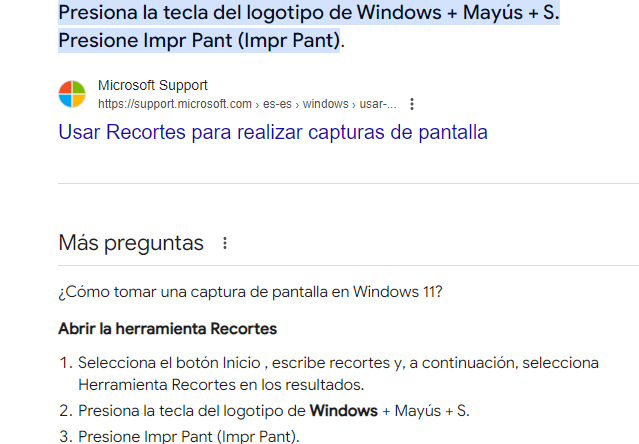 Presiona la tecla del logotipo de Windows + Mayús + S.
Presione Impr Pant (Impr Pant).
Microsoft Support
https://support.microsoft.com › es-es › windows › usar-...
Usar Recortes para realizar capturas de pantalla
Más preguntas
¿Cómo tomar una captura de pantalla en Windows 11?
Abrir la herramienta Recortes
1. Selecciona el botón Inicio , escribe recortes y, a continuación, selecciona
Herramienta Recortes en los resultados.
2. Presiona la tecla del logotipo de Windows + Mayús + S.
3. Presione Impr Pant (Impr Pant).